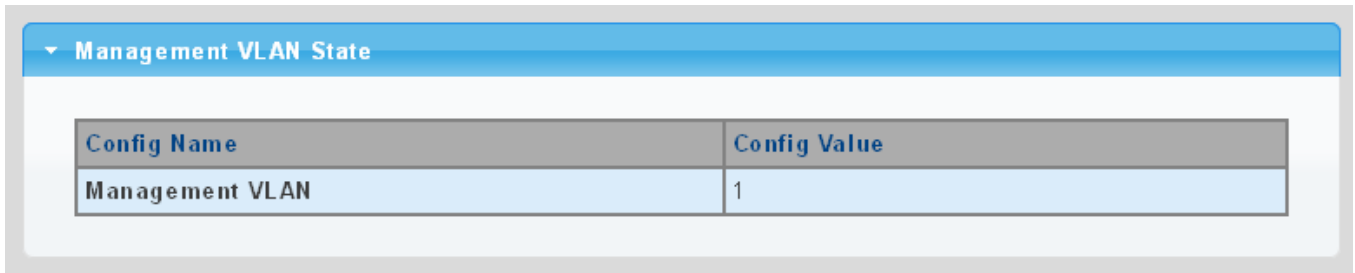 Management VLAN State
Config Name Config Value
Management VLAN 1